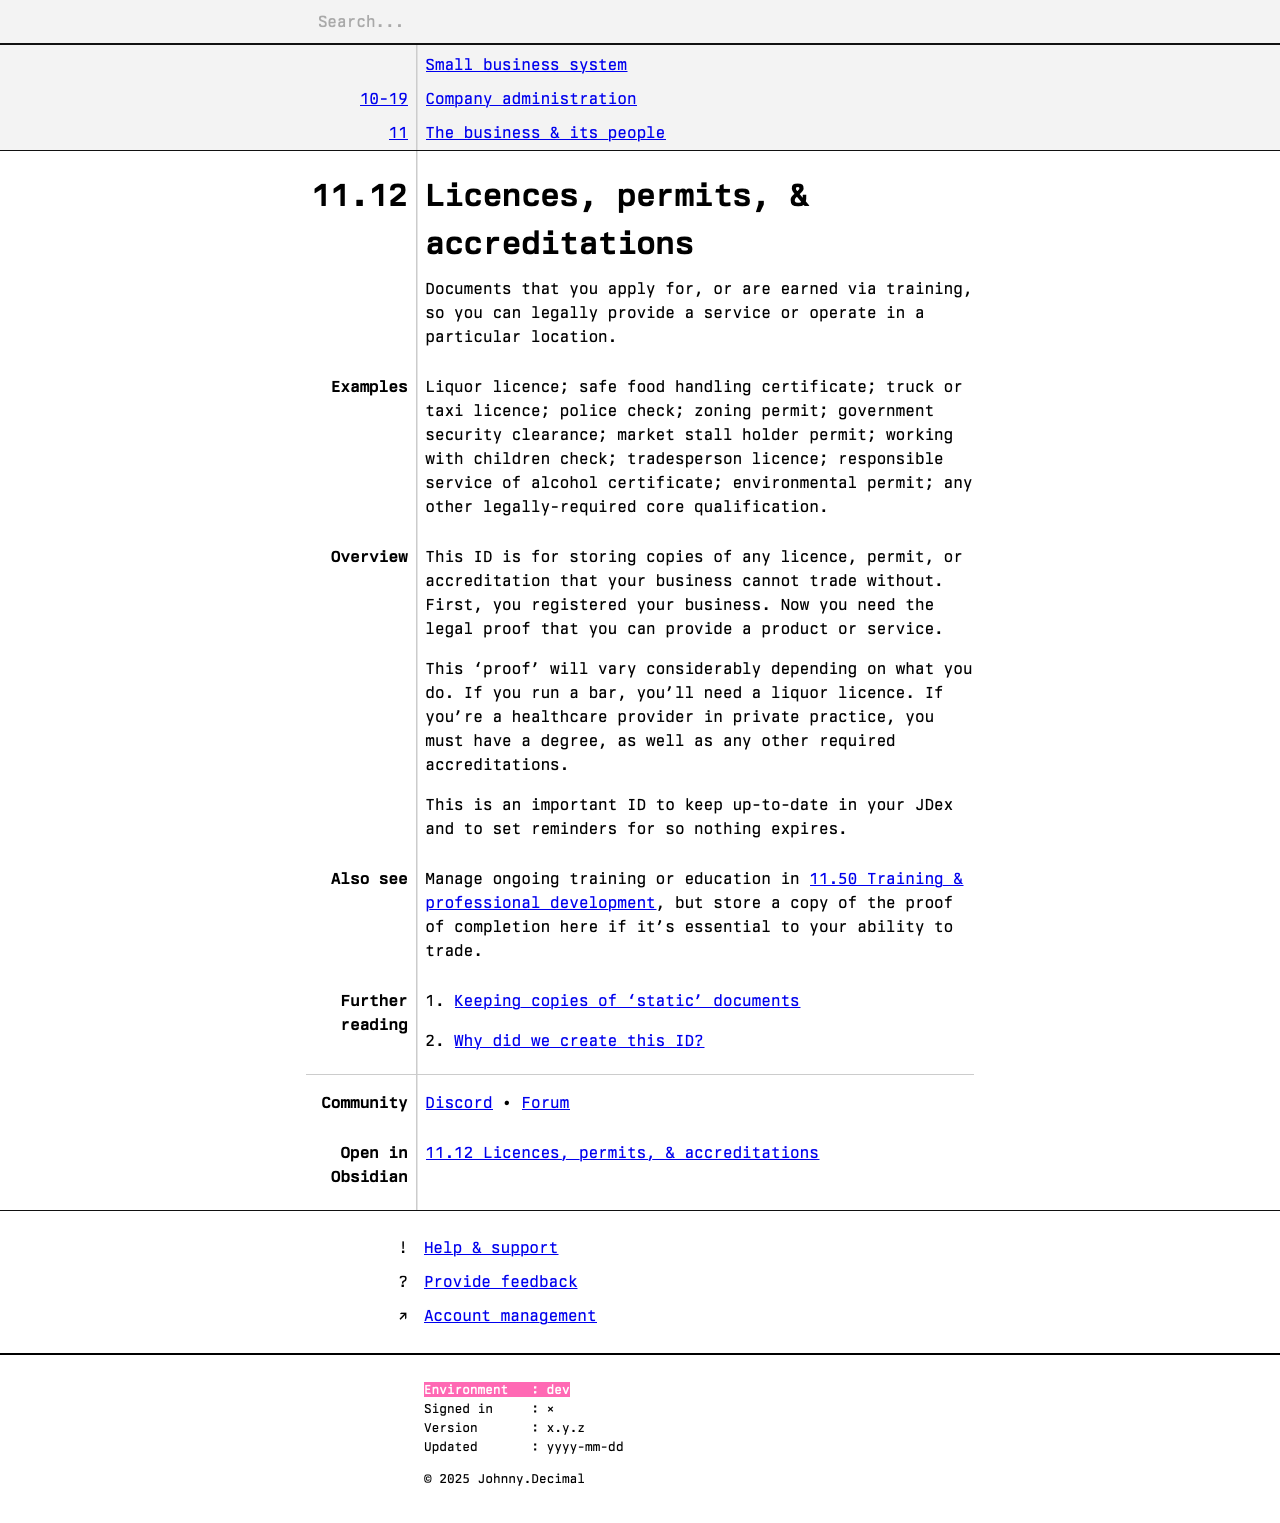 Search...
Small business system
10-19 Company administration
11 The business & its people
11.12 Licences, permits, &
accreditations
Documents that you apply for, or are earned via training,
so you can legally provide a service or operate in a
particular location.
Examples Liquor licence; safe food handling certificate; truck or
taxi licence; police check; zoning permit; government
security clearance; market stall holder permit; working
with children check; tradesperson licence; responsible
service of alcohol certificate; environmental permit; any
other legally-required core qualification.
Overview This ID is for storing copies of any licence, permit, or
accreditation that your business cannot trade without.
First, you registered your business. Now you need the
legal proof that you can provide a product or service.
This ‘proof’ will vary considerably depending on what you
do. If you run a bar, you’ll need a liquor licence. If
you’re a healthcare provider in private practice, you
must have a degree, as well as any other required
accreditations.
This is an important ID to keep up-to-date in your JDex
and to set reminders for so nothing expires.
Also see Manage ongoing training or education in 11.50 Training &
professional development, but store a copy of the proof
of completion here if it’s essential to your ability to
trade.
Further 1. Keeping copies of ‘static’ documents
reading
2. Why did we create this ID?
Community Discord • Forum
Open in 11.12 Licences, permits, & accreditations
Obsidian
! Help & support
? Provide feedback
↗ Account management
Environment : dev
Signed in : ×
Version : x.y.z
Updated : yyyy-mm-dd
© 2025 Johnny.Decimal